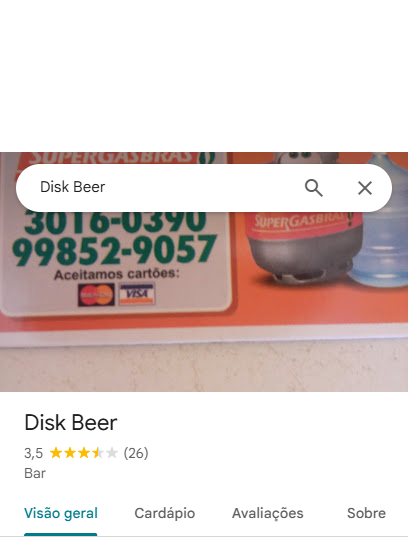 SUPERGASBRAS
Disk Beer
3016-0390
99852-9057
SUPERGASBRAS
Aceitamos cartões:
MasterCard VISA
Disk Beer
3,5 (26)
Bar
Visão geral Cardápio Avaliações Sobre